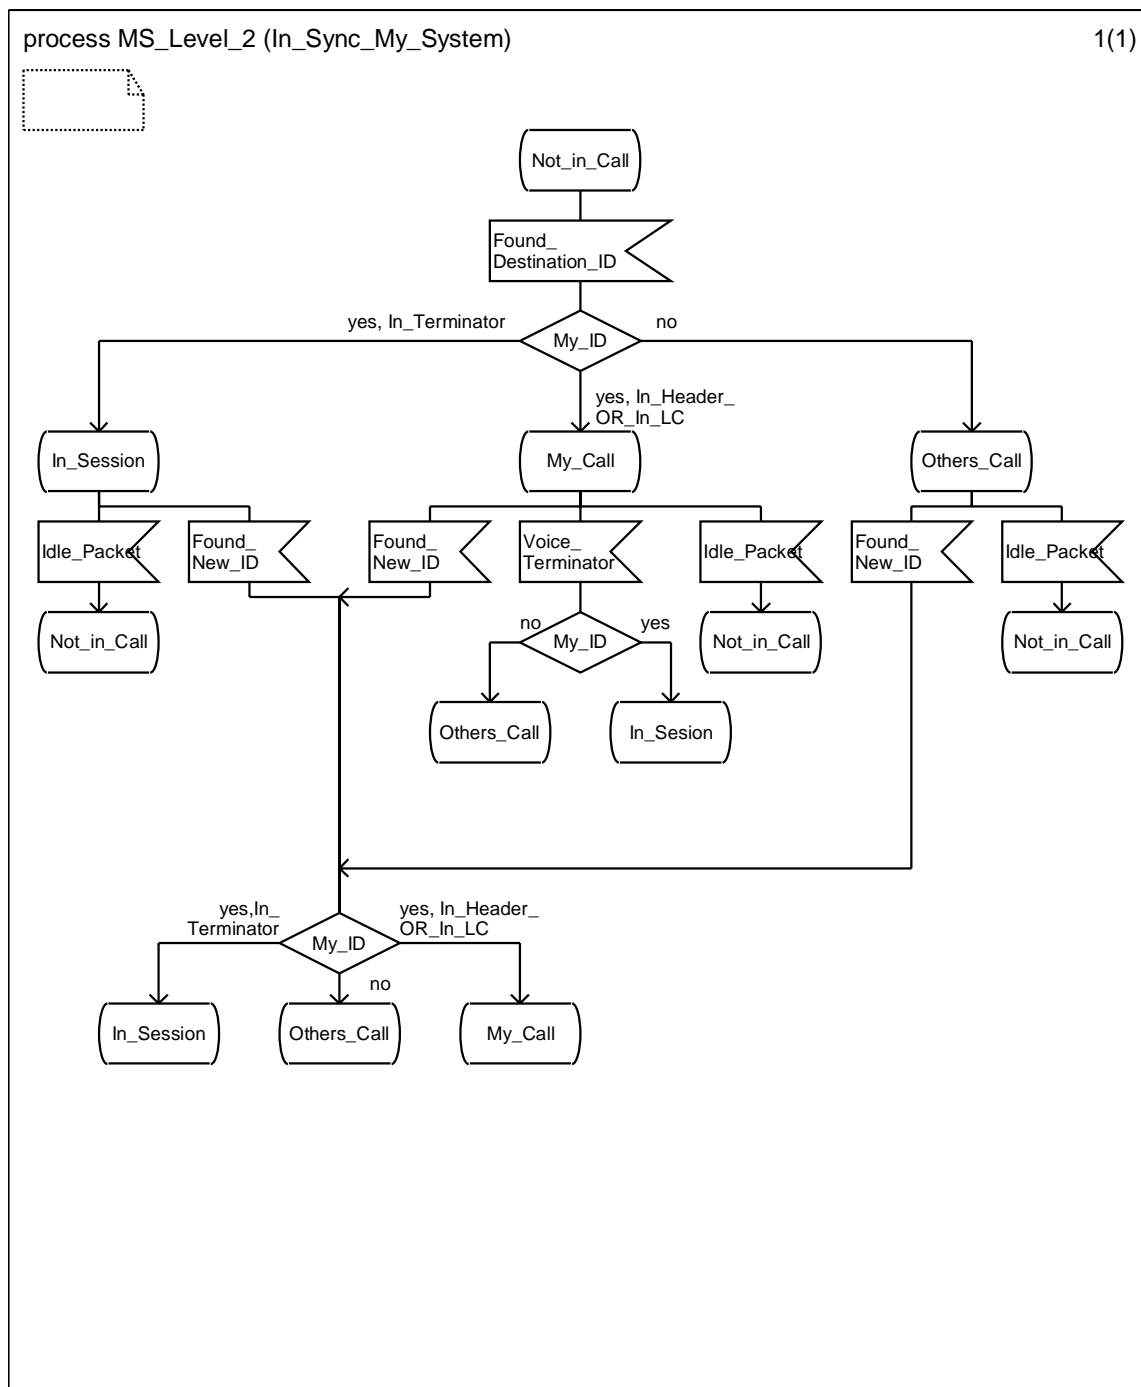 process MS_Level_2 (In_Sync_My_System)
1(1)
Not_in_Call
Found_
Destination_ID
yes, In_Terminator
My_ID
no
yes, In_Header_
OR_In_LC
In_Session
My_Call
Others_Call
Idle_Packet
Found_
New_ID
Found_
New_ID
Voice_
Terminator
Idle_Packet
Found_
New_ID
Idle_Packet
Not_in_Call
no
My_ID
yes
Not_in_Call
Not_in_Call
Others_Call
In_Sesion
yes,In_
Terminator
My_ID
yes, In_Header_
OR_In_LC
no
In_Session
Others_Call
My_Call